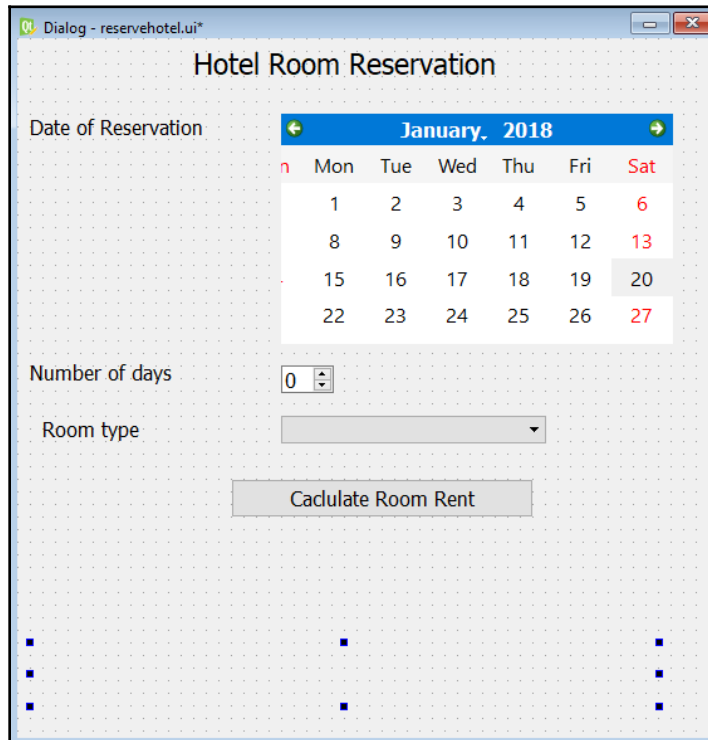 Dialog - reservehotel.ui*
Hotel Room Reservation
Date of Reservation
January, 2018
n Mon Tue Wed Thu Fri Sat
1 2 3 4 5 6
8 9 10 11 12 13
15 16 17 18 19 20
22 23 24 25 26 27
Number of days
0
Room type
Caclulate Room Rent